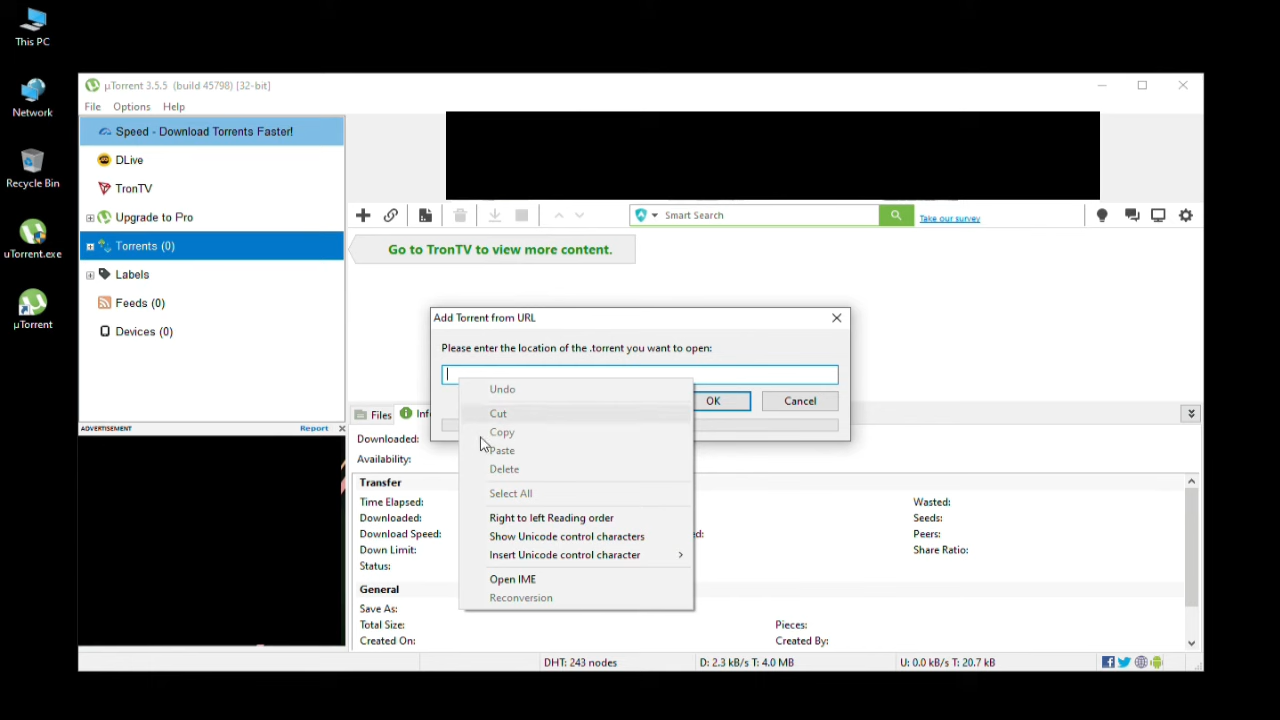 This PC
Network
Recycle Bin
uTorrent.exe
µTorrent
µTorrent 3.5.5 (build 45798) [32-bit]
File Options Help
Speed - Download Torrents Faster!
DLive
TronTV
Upgrade to Pro
Torrents (0)
Labels
Feeds (0)
Devices (0)
ADVERTISEMENT Report
Smart Search
Take our survey
Go to TronTV to view more content.
Add Torrent from URL
Please enter the location of the .torrent you want to open:
OK Cancel
Undo
Cut
Copy
Paste
Delete
Select All
Right to left Reading order
Show Unicode control characters
Insert Unicode control character
Open IME
Reconversion
Files
Downloaded:
Availability:
Transfer
Time Elapsed: Wasted:
Downloaded: Seeds:
Download Speed: Peers:
Down Limit: Share Ratio:
Status:
General
Save As:
Total Size: Pieces:
Created On: Created By:
DHT: 243 nodes D: 2.3 kB/s T: 4.0 MB U: 0.0 kB/s T: 20.7 kB